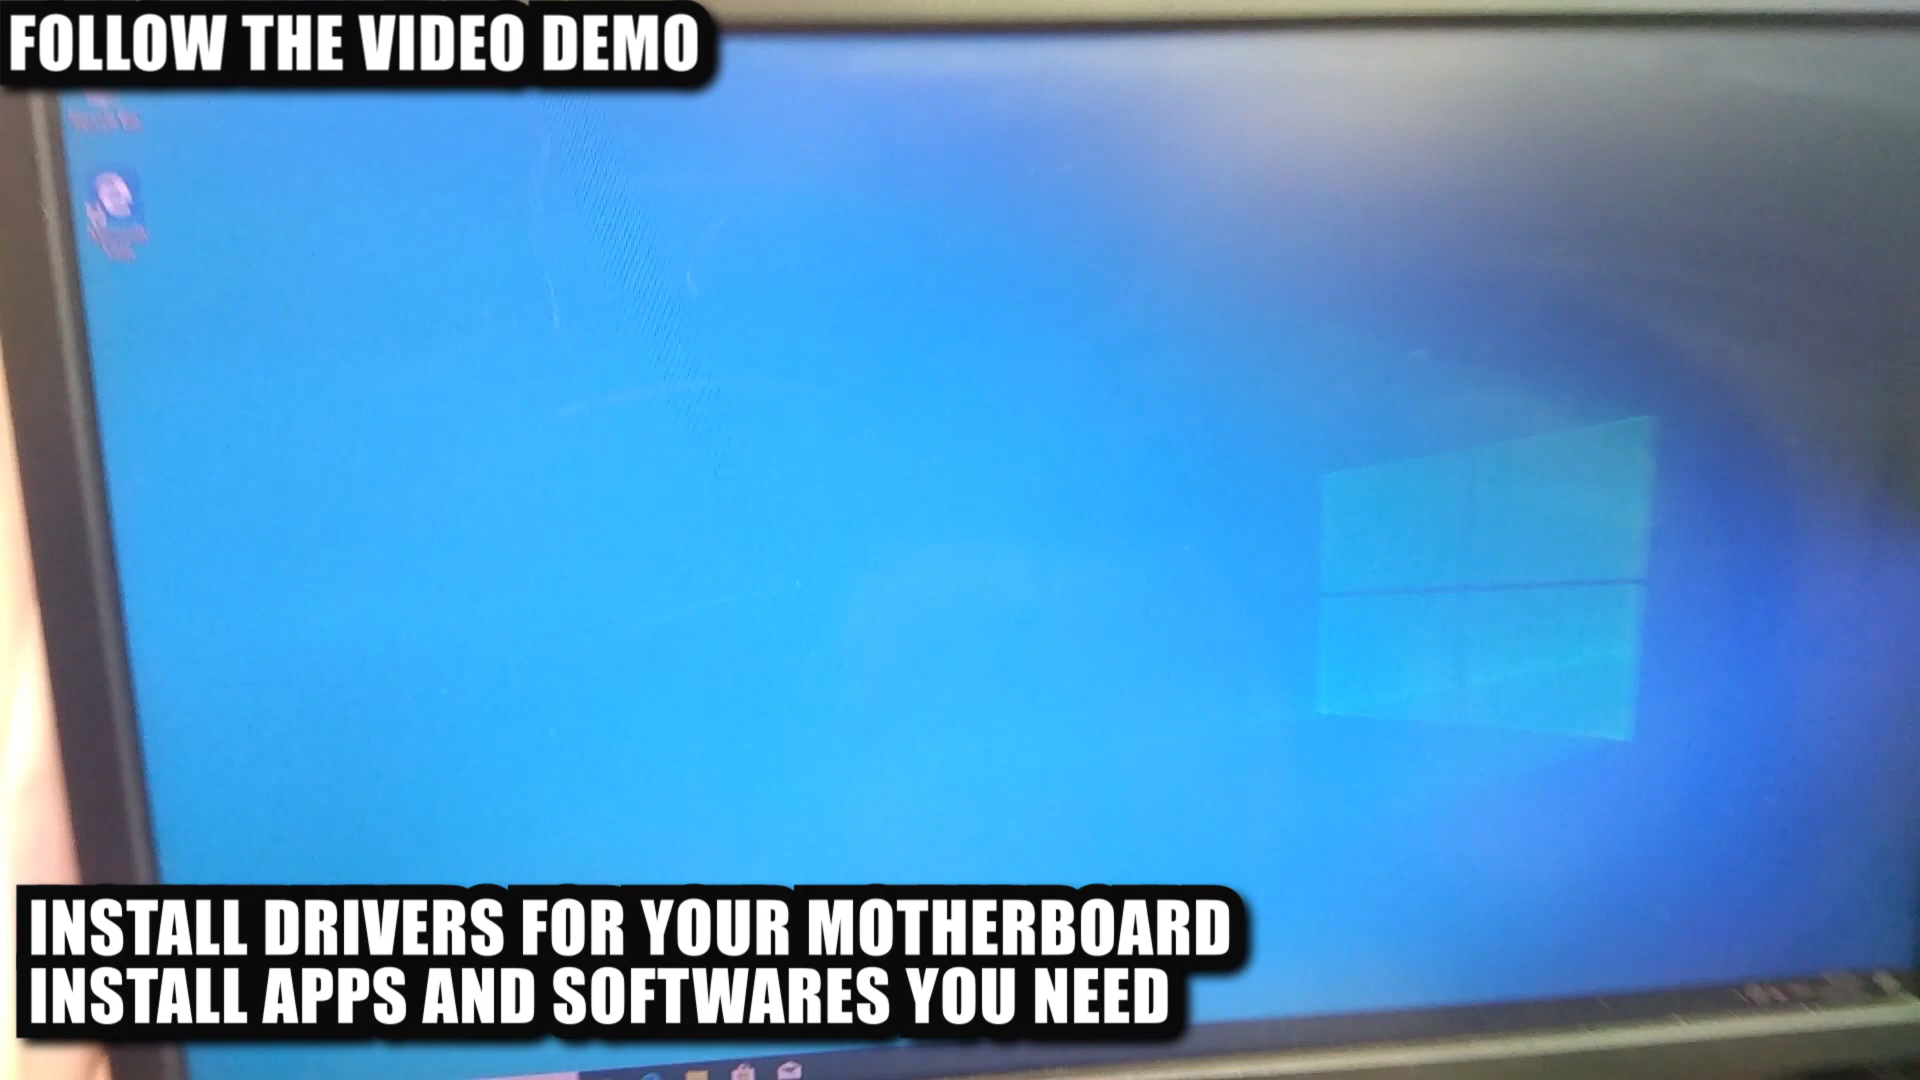 FOLLOW THE VIDEO DEMO
INSTALL DRIVERS FOR YOUR MOTHERBOARD
INSTALL APPS AND SOFTWARES YOU NEED